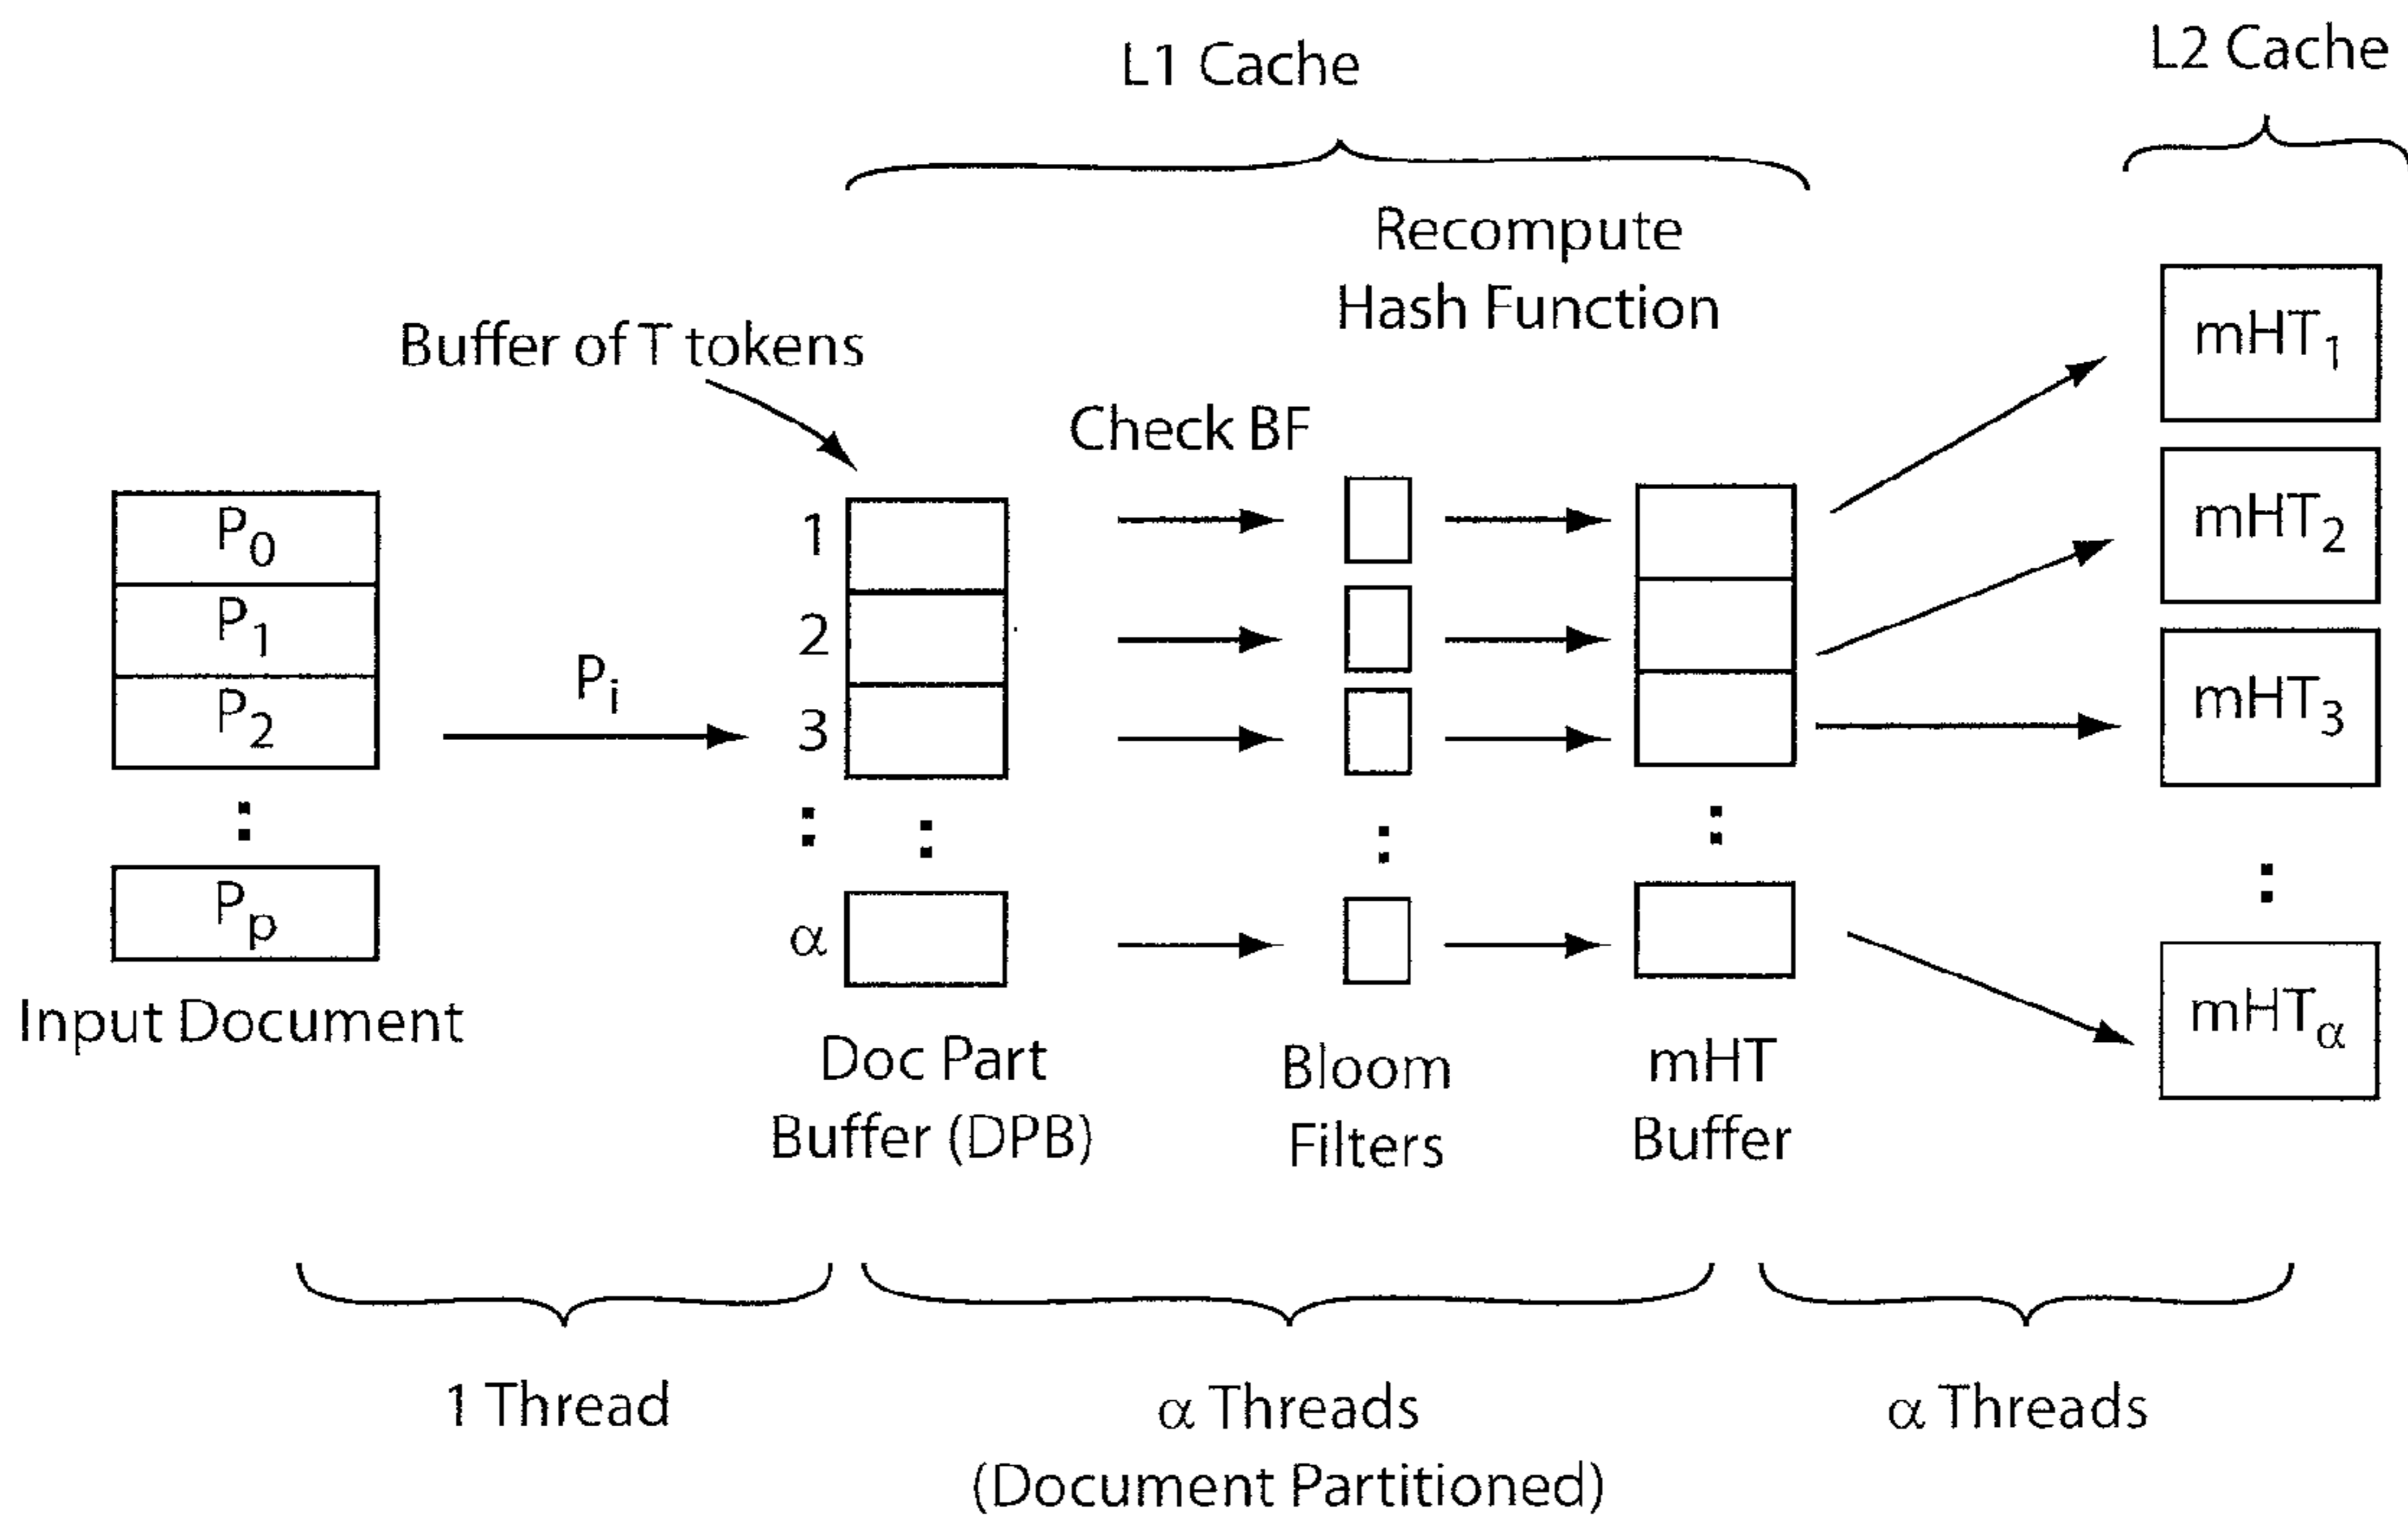 L1 Cache
L2 Cache
Recompute
Hash Function
Buffer of T tokens
Check BF
mHT1
mHT2
mHT3
mHTα
P0
P1
P2
Pp
Pi
1
2
3
α
Input Document
Doc Part
Buffer (DPB)
Bloom
Filters
mHT
Buffer
1 Thread
α Threads
(Document Partitioned)
α Threads